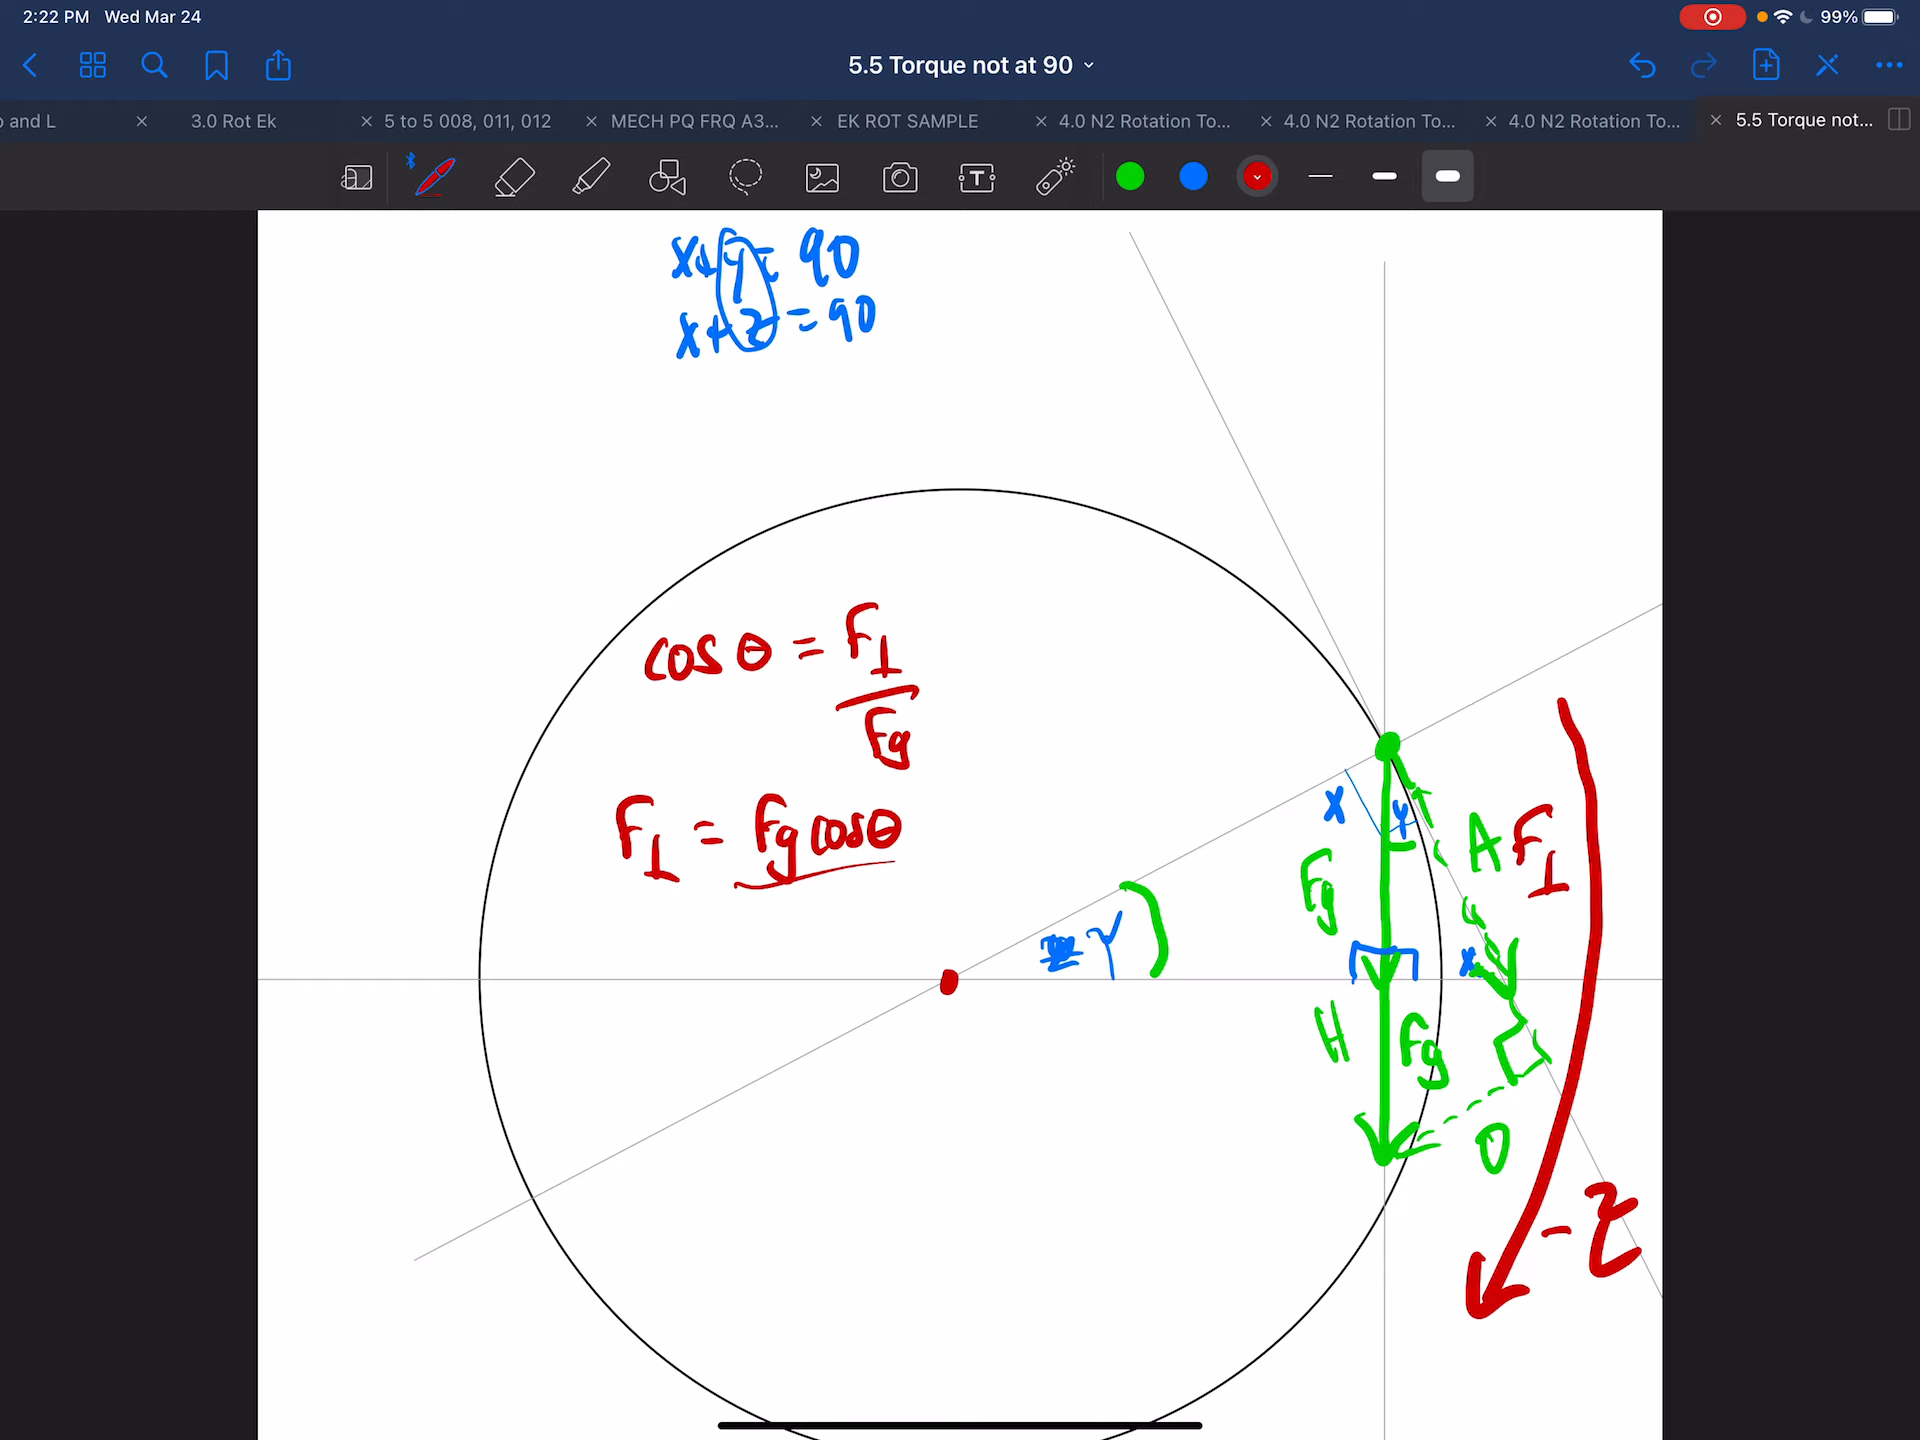 2:22 PM Wed Mar 24
99%
5.5 Torque not at 90
o and L
3.0 Rot Ek
5 to 5 008, 011, 012
MECH PQ FRQ A3...
EK ROT SAMPLE
4.0 N2 Rotation To...
4.0 N2 Rotation To...
4.0 N2 Rotation To...
5.5 Torque not...
T
x+y=90
x+z=90
cosθ = F⊥
Fg
F⊥ = Fg cosθ
x
y
Fg
A F⊥
Y
x
H
Fg
O